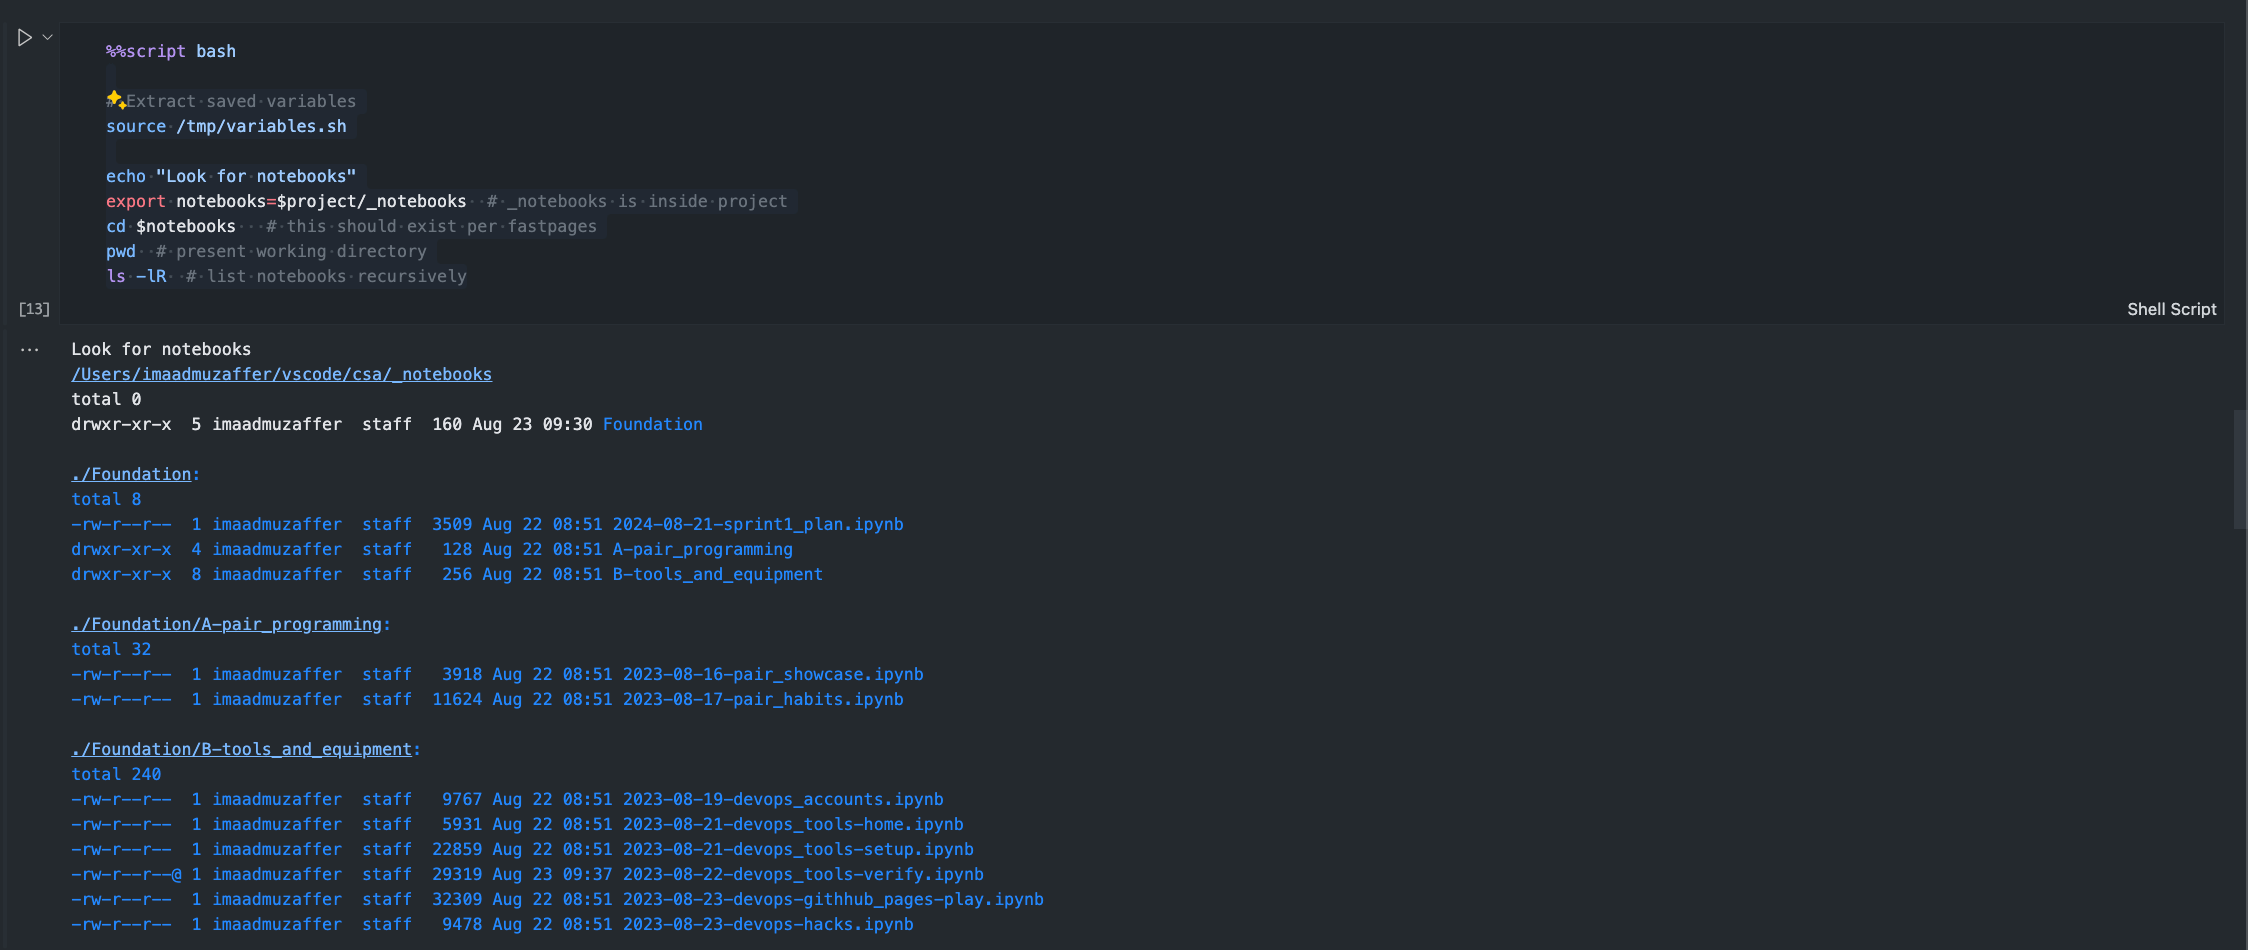 %%script bash
# Extract saved variables
source /tmp/variables.sh
echo "Look for notebooks"
export notebooks=$project/_notebooks  # _notebooks is inside project
cd $notebooks   # this should exist per fastpages
pwd  # present working directory
ls -lR  # list notebooks recursively
[13]
Shell Script
Look for notebooks
/Users/imaadmuzaffer/vscode/csa/_notebooks
total 0
drwxr-xr-x  5 imaadmuzaffer  staff  160 Aug 23 09:30 Foundation
./Foundation:
total 8
-rw-r--r--  1 imaadmuzaffer  staff  3509 Aug 22 08:51 2024-08-21-sprint1_plan.ipynb
drwxr-xr-x  4 imaadmuzaffer  staff   128 Aug 22 08:51 A-pair_programming
drwxr-xr-x  8 imaadmuzaffer  staff   256 Aug 22 08:51 B-tools_and_equipment
./Foundation/A-pair_programming:
total 32
-rw-r--r--  1 imaadmuzaffer  staff   3918 Aug 22 08:51 2023-08-16-pair_showcase.ipynb
-rw-r--r--  1 imaadmuzaffer  staff  11624 Aug 22 08:51 2023-08-17-pair_habits.ipynb
./Foundation/B-tools_and_equipment:
total 240
-rw-r--r--  1 imaadmuzaffer  staff   9767 Aug 22 08:51 2023-08-19-devops_accounts.ipynb
-rw-r--r--  1 imaadmuzaffer  staff   5931 Aug 22 08:51 2023-08-21-devops_tools-home.ipynb
-rw-r--r--  1 imaadmuzaffer  staff  22859 Aug 22 08:51 2023-08-21-devops_tools-setup.ipynb
-rw-r--r--@ 1 imaadmuzaffer  staff  29319 Aug 23 09:37 2023-08-22-devops_tools-verify.ipynb
-rw-r--r--  1 imaadmuzaffer  staff  32309 Aug 22 08:51 2023-08-23-devops-githhub_pages-play.ipynb
-rw-r--r--  1 imaadmuzaffer  staff   9478 Aug 22 08:51 2023-08-23-devops-hacks.ipynb